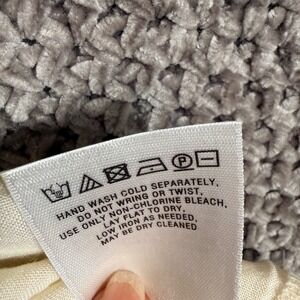 HAND WASH COLD SEPARATELY,
DO NOT WRING OR TWIST,
USE ONLY NON-CHLORINE BLEACH,
LAY FLAT TO DRY,
LOW IRON AS NEEDED,
MAY BE DRY CLEANED